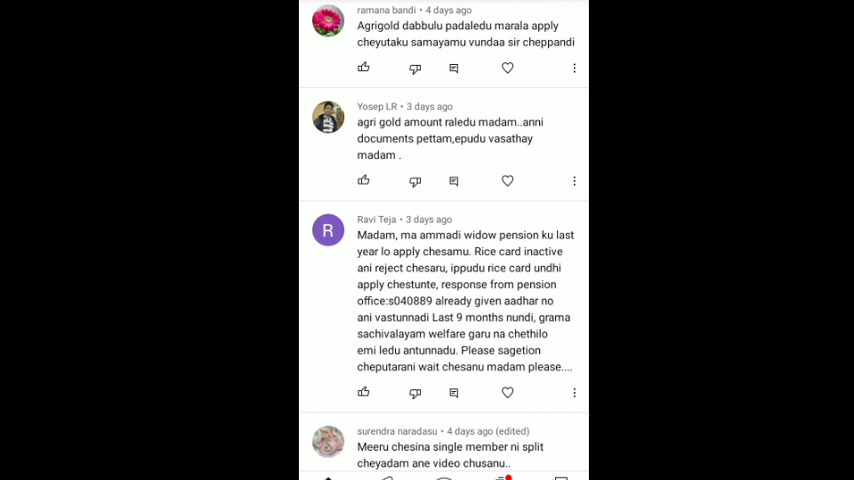 ramana bandi • 4 days ago
Agrigold dabbulu padaledu marala apply
cheyutaku samayamu vundaa sir cheppandi
Yosep LR • 3 days ago
agri gold amount raledu madam..anni
documents pettam,epudu vasathay
madam .
R
Ravi Teja • 3 days ago
Madam, ma ammadi widow pension ku last
year lo apply chesamu. Rice card inactive
ani reject chesaru, ippudu rice card undhi
apply chestunte, response from pension
office:s040889 already given aadhar no
ani vastunnadi Last 9 months nundi, grama
sachivalayam welfare garu na chethilo
emi ledu antunnadu. Please sagetion
cheputarani wait chesanu madam please....
surendra naradasu • 4 days ago (edited)
Meeru chesina single member ni split
cheyadam ane video chusanu..